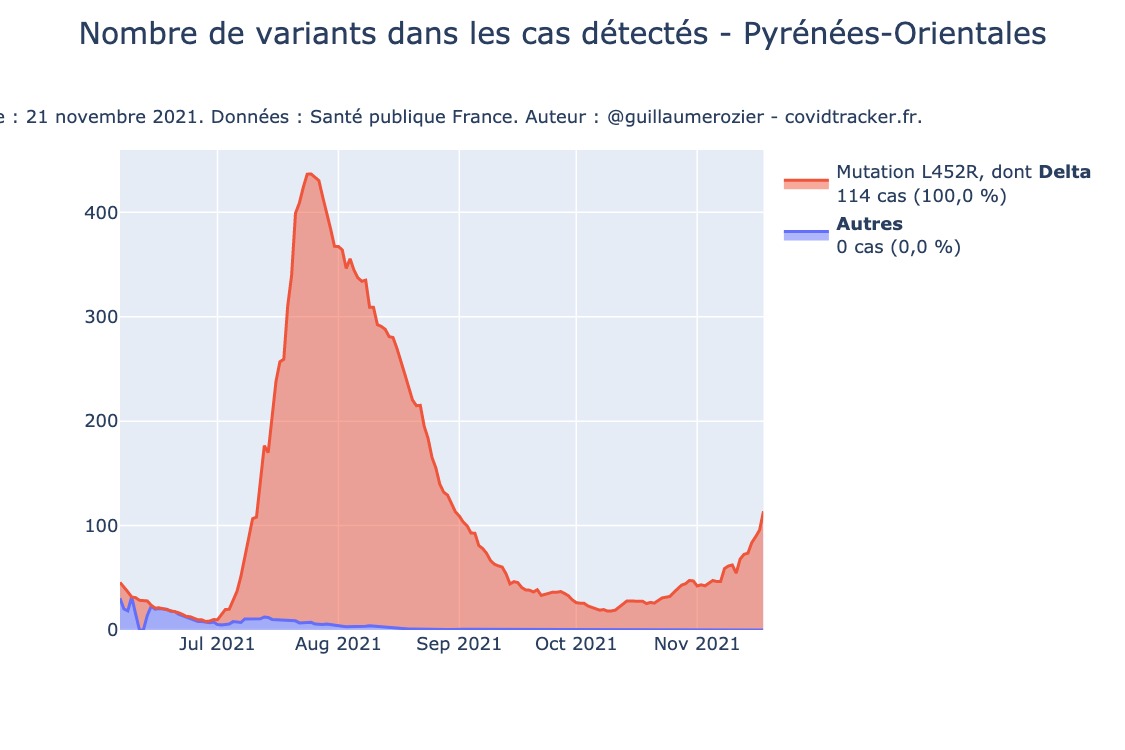 Nombre de variants dans les cas détectés - Pyrénées-Orientales
: 21 novembre 2021. Données : Santé publique France. Auteur : @guillaumerozier - covidtracker.fr.
Mutation L452R, dont Delta
114 cas (100,0 %)
Autres
0 cas (0,0 %)
400
300
200
100
0
Jul 2021
Aug 2021
Sep 2021
Oct 2021
Nov 2021